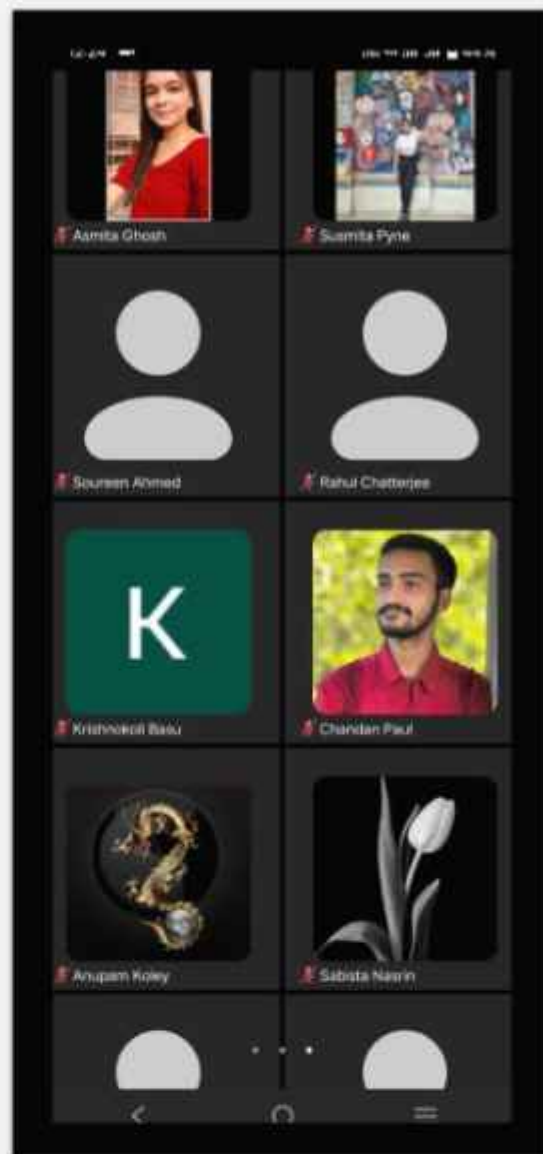 Asmita Ghosh
Susmita Pyne
Soureen Ahmed
Rahul Chatterjee
K
Krishnokoli Basu
Chandan Paul
Anupam Koley
Sabista Nasrin